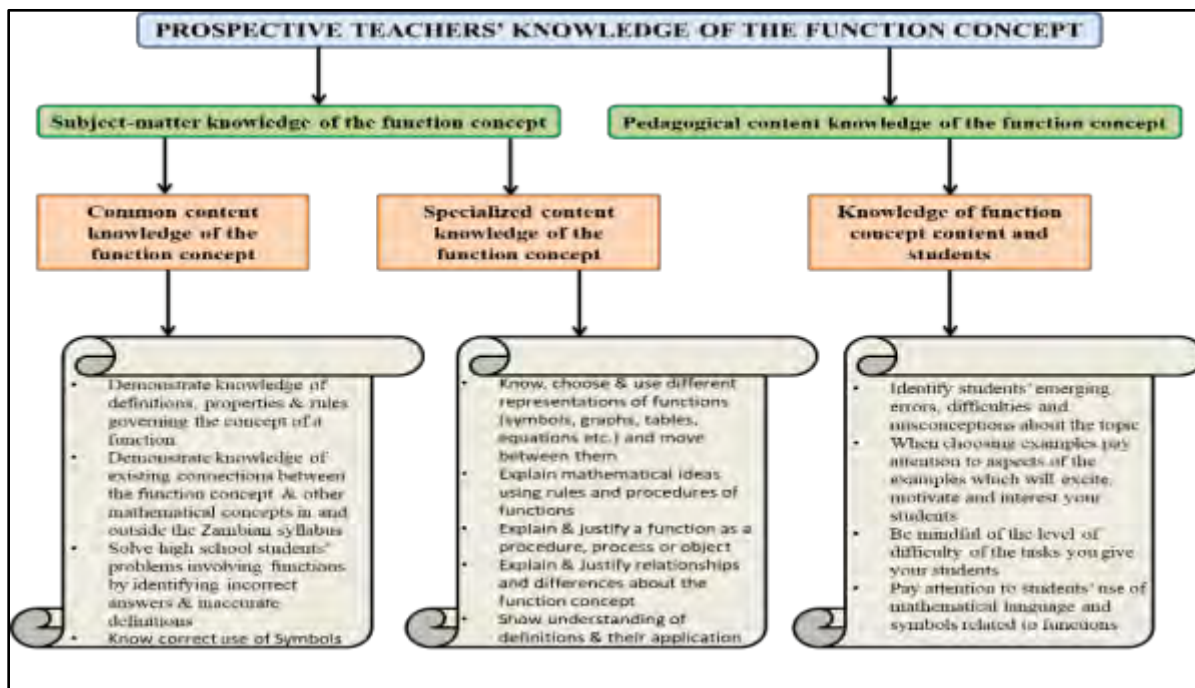 PROSPECTIVE TEACHERS' KNOWLEDGE OF THE FUNCTION CONCEPT
Subject-matter knowledge of the function concept
Pedagogical content knowledge of the function concept
Common content
knowledge of the
function concept
Specialized content
knowledge of the
function concept
Knowledge of function
concept content and
students
• Demonstrate knowledge of
definitions, properties & rules
governing the concept of a
function
• Demonstrate knowledge of
existing connections between
the function concept & other
mathematical concepts in and
outside the Zambian syllabus
• Solve high school students'
problems involving functions
by identifying incorrect
answers & inaccurate
definitions
• Know correct use of Symbols
• Know, choose & use different
representations of functions
(symbols, graphs, tables,
equations etc.) and move
between them
• Explain mathematical ideas
using rules and procedures of
functions
• Explain & justify a function as a
procedure, process or object
• Explain & Justify relationships
and differences about the
function concept
• Show understanding of
definitions & their application
• Identify students' emerging
errors, difficulties and
misconceptions about the topic
• When choosing examples pay
attention to aspects of the
examples which will excite,
motivate and interest your
students
• Be mindful of the level of
difficulty of the tasks you give
your students
• Pay attention to students' use of
mathematical language and
symbols related to functions